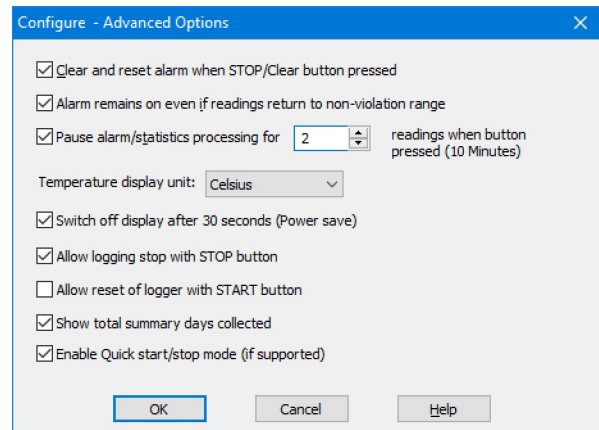 Configure - Advanced Options
Clear and reset alarm when STOP/Clear button pressed
Alarm remains on even if readings return to non-violation range
Pause alarm/statistics processing for 2 readings when button
pressed (10 Minutes)
Temperature display unit: Celsius
Switch off display after 30 seconds (Power save)
Allow logging stop with STOP button
Allow reset of logger with START button
Show total summary days collected
Enable Quick start/stop mode (if supported)
OK Cancel Help